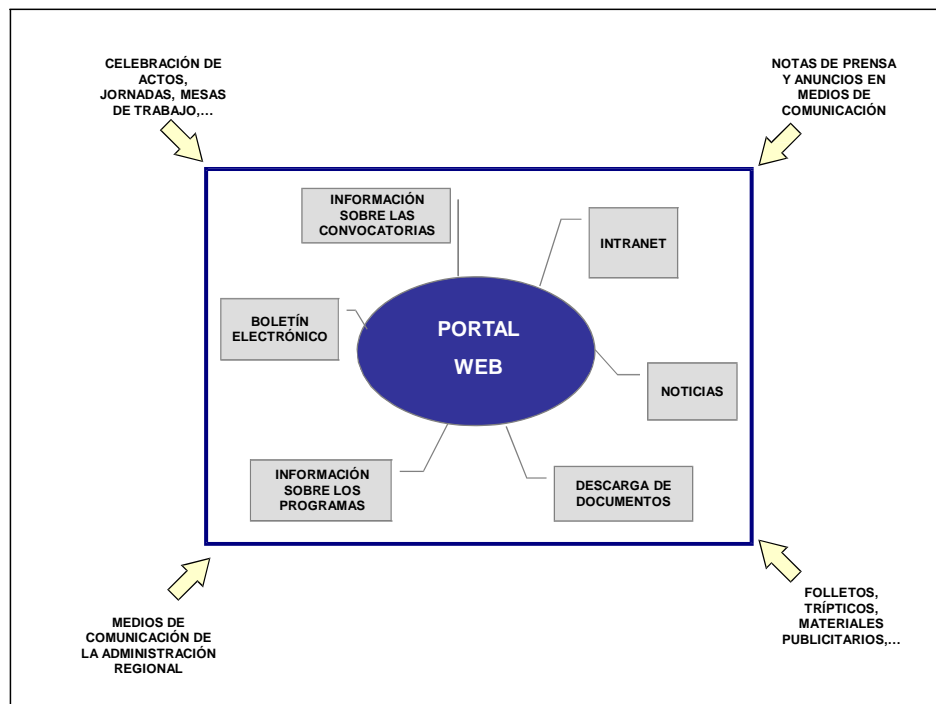 CELEBRACIÓN DE
ACTOS,
JORNADAS, MESAS
DE TRABAJO,...
NOTAS DE PRENSA
Y ANUNCIOS EN
MEDIOS DE
COMUNICACIÓN
INFORMACIÓN
SOBRE LAS
CONVOCATORIAS
INTRANET
BOLETÍN
ELECTRÓNICO
PORTAL
WEB
NOTICIAS
INFORMACIÓN
SOBRE LOS
PROGRAMAS
DESCARGA DE
DOCUMENTOS
MEDIOS DE
COMUNICACIÓN DE
LA ADMINISTRACIÓN
REGIONAL
FOLLETOS,
TRÍPTICOS,
MATERIALES
PUBLICITARIOS,...